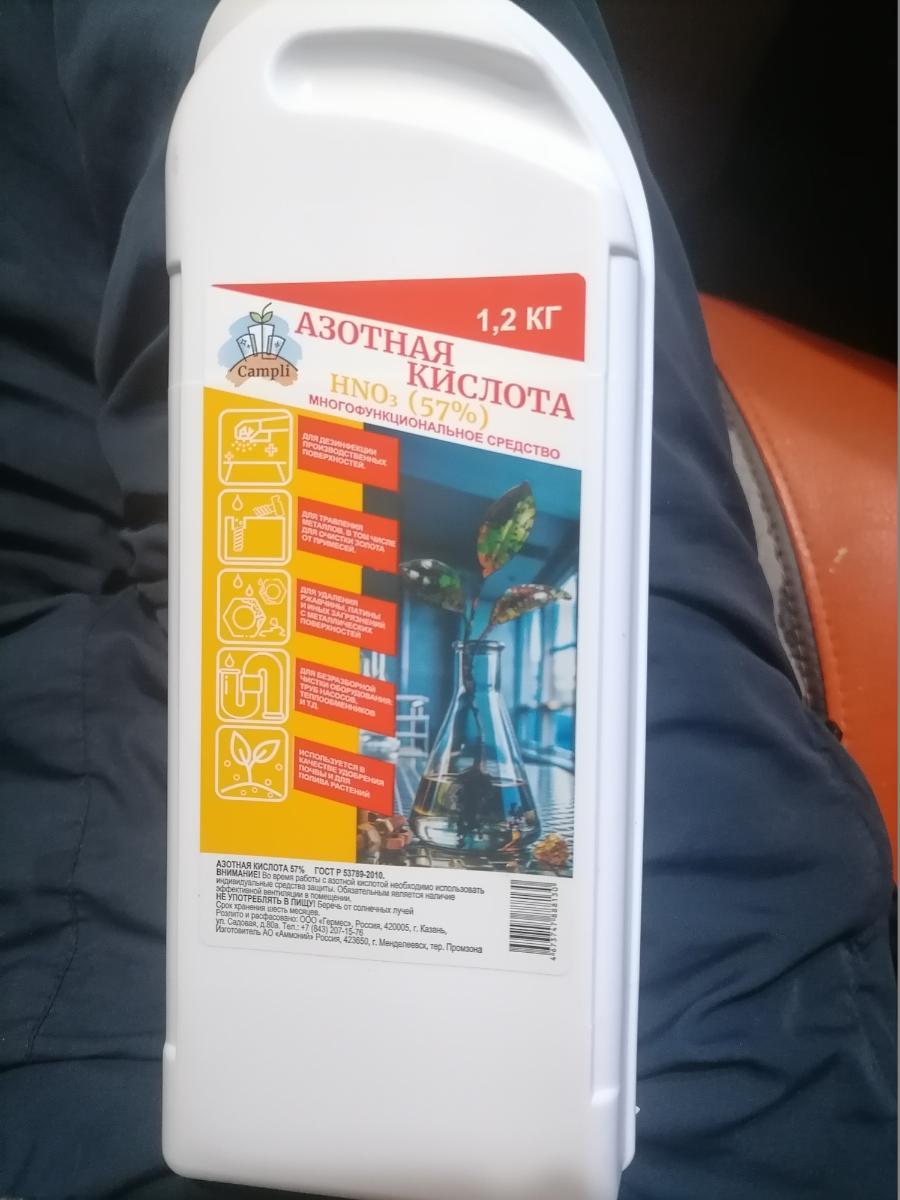 1,2 КГ
Campli
АЗОТНАЯ
КИСЛОТА
HNO₃ (57%)
МНОГОФУНКЦИОНАЛЬНОЕ СРЕДСТВО
ДЛЯ ДЕЗИНФЕКЦИИ
ПРОИЗВОДСТВЕННЫХ
ПОВЕРХНОСТЕЙ.
ДЛЯ ТРАВЛЕНИЯ
МЕТАЛЛОВ, В ТОМ ЧИСЛЕ
ДЛЯ ОЧИСТКИ ЗОЛОТА
ОТ ПРИМЕСЕЙ.
ДЛЯ УДАЛЕНИЯ
РЖАВЧИНЫ, ПАТИНЫ
И ИНЫХ ЗАГРЯЗНЕНИЙ
С МЕТАЛЛИЧЕСКИХ
ПОВЕРХНОСТЕЙ
ДЛЯ БЕЗРАЗБОРНОЙ
ЧИСТКИ ОБОРУДОВАНИЯ:
ТРУБ НАСОСОВ,
ТЕПЛООБМЕННИКОВ
И Т.Д.
ИСПОЛЬЗУЕТСЯ В
КАЧЕСТВЕ УДОБРЕНИЯ
ПОЧВЫ И ДЛЯ
ПОЛИВА РАСТЕНИЙ
АЗОТНАЯ КИСЛОТА 57% ГОСТ Р 53789-2010.
ВНИМАНИЕ! Во время работы с азотной кислотой необходимо использовать
индивидуальные средства защиты. Обязательным является наличие
эффективной вентиляции в помещении.
НЕ УПОТРЕБЛЯТЬ В ПИЩУ! Беречь от солнечных лучей
Срок хранения шесть месяцев.
Розлито и расфасовано: ООО «Гермес», Россия, 420005, г. Казань,
ул. Садовая, д.80а. Тел.: +7 (843) 207-15-76
Изготовитель АО «Аммоний» Россия, 423650, г. Менделеевск, тер. Промзона